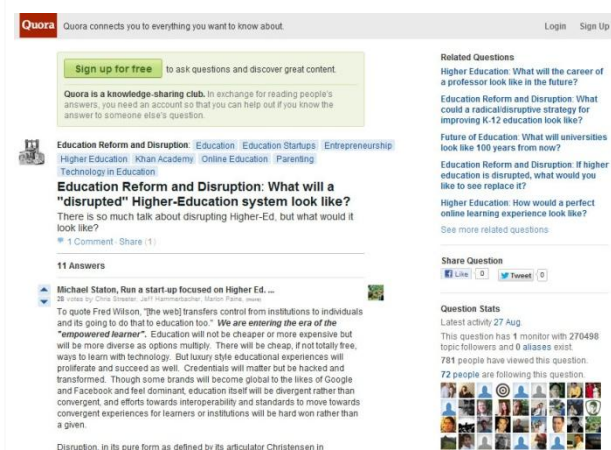 Quora Quora connects you to everything you want to know about. Login Sign Up
Sign up for free to ask questions and discover great content.
Quora is a knowledge-sharing club. In exchange for reading people's
answers, you need an account so that you can help out if you know the
answer to someone else's question.
Education Reform and Disruption: Education Education Startups Entrepreneurship
Higher Education Khan Academy Online Education Parenting
Technology in Education
Education Reform and Disruption: What will a
"disrupted" Higher-Education system look like?
There is so much talk about disrupting Higher-Ed, but what would it
look like?
1 Comment · Share (1)
11 Answers
Michael Staton, Run a start-up focused on Higher Ed. ...
28 votes by Chris Streeter, Jeff Hammerbacher, Marion Paine, (more)
To quote Fred Wilson, "[the web] transfers control from institutions to individuals
and its going to do that to education too." We are entering the era of the
"empowered learner". Education will not be cheaper or more expensive but
will be more diverse as options multiply. There will be cheap, if not totally free,
ways to learn with technology. But luxury style educational experiences will
proliferate and succeed as well. Credentials will matter but be hacked and
transformed. Though some brands will become global to the likes of Google
and Facebook and feel dominant, education itself will be divergent rather than
convergent, and efforts towards interoperability and standards to move towards
convergent experiences for learners or institutions will be hard won rather than
a given.
Disruption, in its pure form as defined by its articulator Christensen in
Related Questions
Higher Education: What will the career of
a professor look like in the future?
Education Reform and Disruption: What
could a radical/disruptive strategy for
improving K-12 education look like?
Future of Education: What will universities
look like 100 years from now?
Education Reform and Disruption: If higher
education is disrupted, what would you
like to see replace it?
Higher Education: How would a perfect
online learning experience look like?
See more related questions
Share Question
Like 0 Tweet 0
Question Stats
Latest activity 27 Aug
This question has 1 monitor with 270498
topic followers and 0 aliases exist.
781 people have viewed this question.
72 people are following this question.